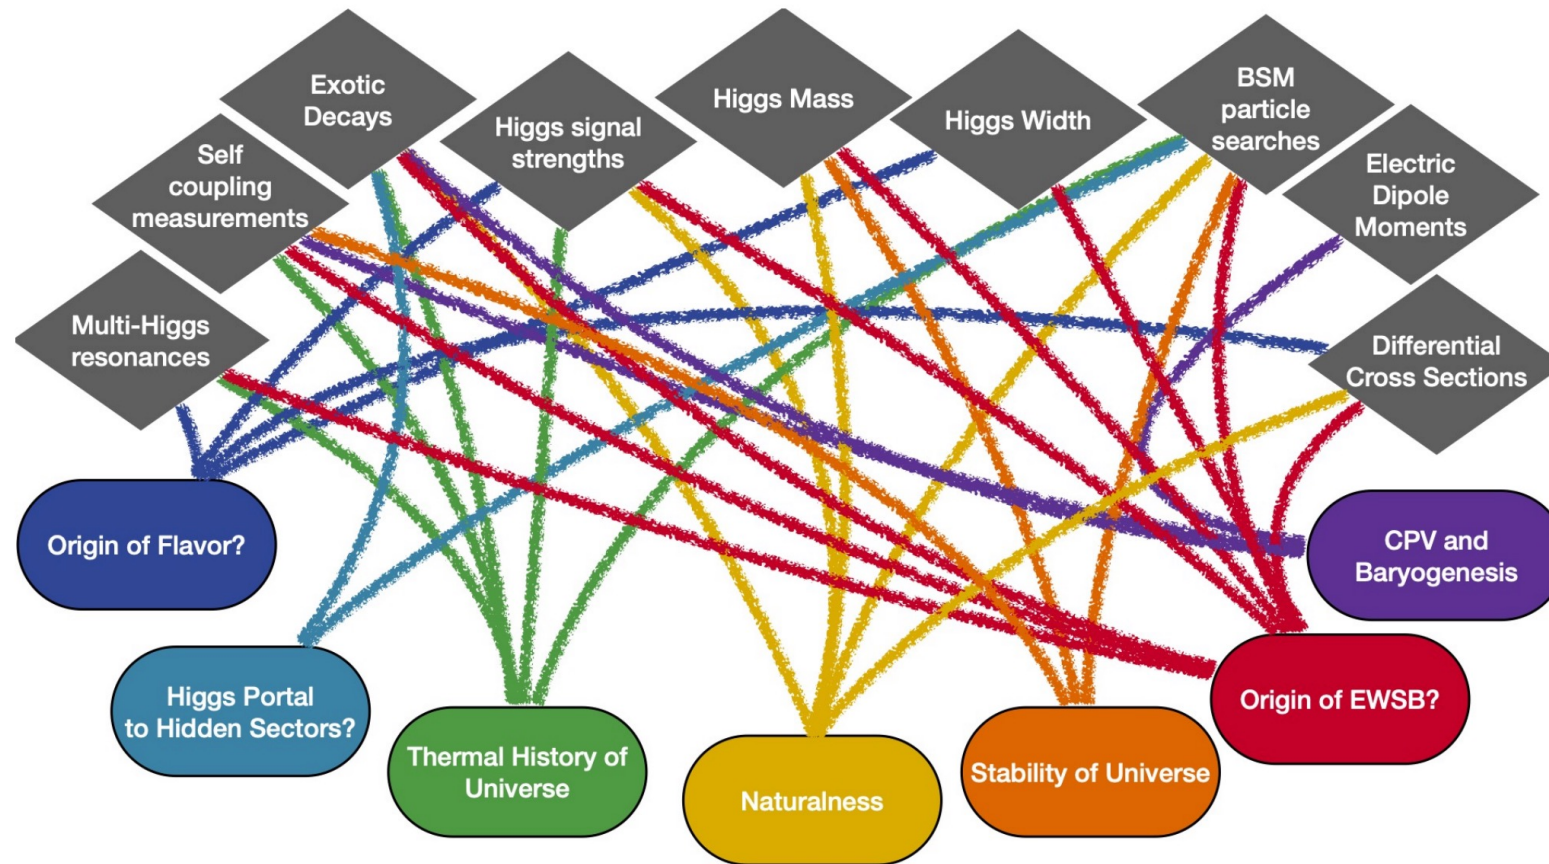 Exotic
Decays
Higgs signal
strengths
Higgs Mass
Higgs Width
BSM
particle
searches
Self
coupling
measurements
Electric
Dipole
Moments
Multi-Higgs
resonances
Differential
Cross Sections
Origin of Flavor?
CPV and
Baryogenesis
Higgs Portal
to Hidden Sectors?
Origin of EWSB?
Thermal History of
Universe
Naturalness
Stability of Universe